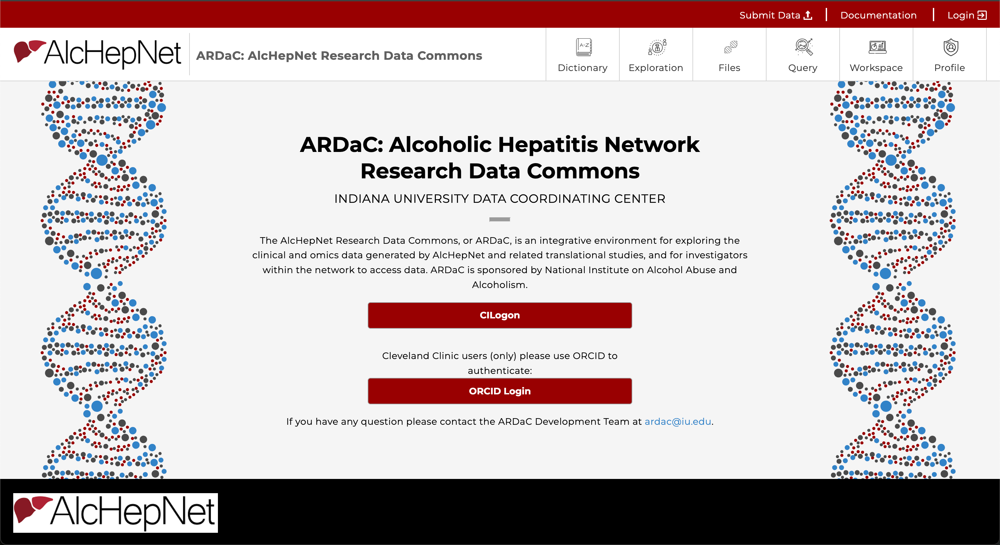 Submit Data
Documentation
Login
AlcHepNet
ARDaC: AlcHepNet Research Data Commons
A-Z
Dictionary
Exploration
Files
Query
Workspace
Profile
ARDaC: Alcoholic Hepatitis Network
Research Data Commons
INDIANA UNIVERSITY DATA COORDINATING CENTER
The AlcHepNet Research Data Commons, or ARDaC, is an integrative environment for exploring the
clinical and omics data generated by AlcHepNet and related translational studies, and for investigators
within the network to access data. ARDaC is sponsored by National Institute on Alcohol Abuse and
Alcoholism.
CILogon
Cleveland Clinic users (only) please use ORCID to
authenticate:
ORCID Login
If you have any question please contact the ARDaC Development Team at ardac@iu.edu.
AlcHepNet